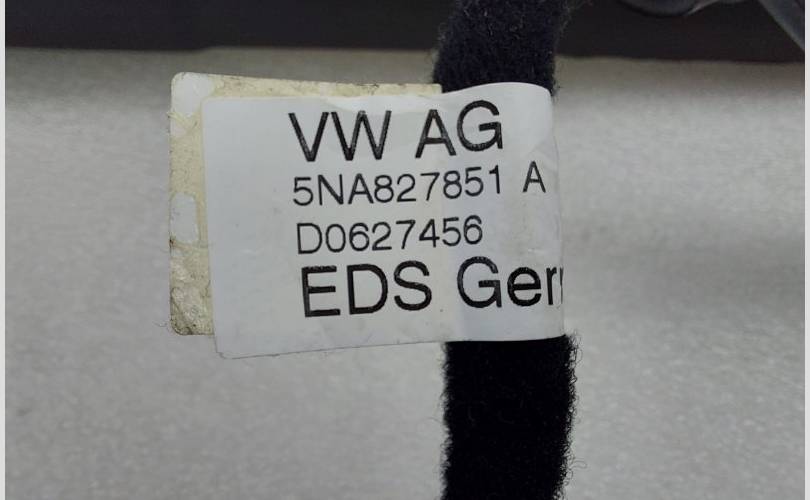 VW AG
5NA827851 A
D0627456
EDS Ger